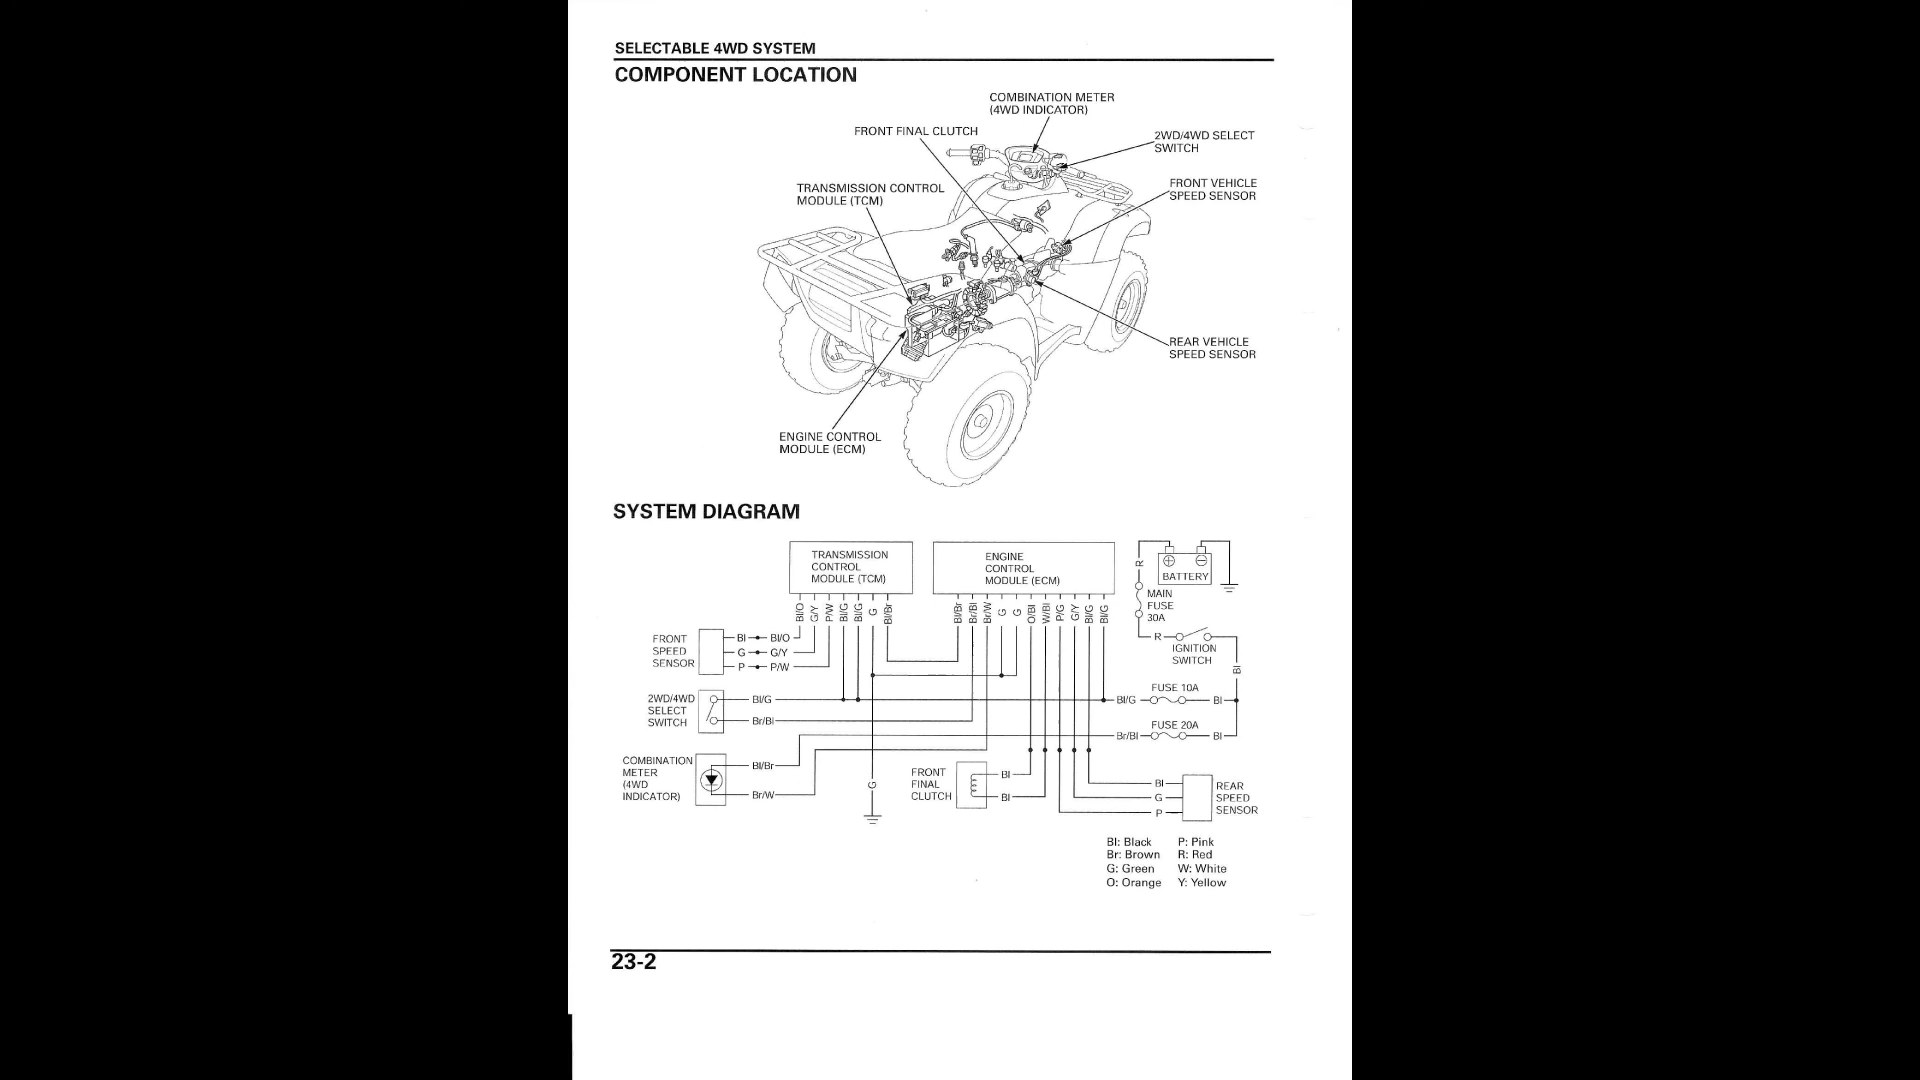 SELECTABLE 4WD SYSTEM
COMPONENT LOCATION
COMBINATION METER
(4WD INDICATOR)
FRONT FINAL CLUTCH
2WD/4WD SELECT
SWITCH
TRANSMISSION CONTROL
MODULE (TCM)
FRONT VEHICLE
SPEED SENSOR
REAR VEHICLE
SPEED SENSOR
ENGINE CONTROL
MODULE (ECM)
SYSTEM DIAGRAM
TRANSMISSION
CONTROL
MODULE (TCM)
ENGINE
CONTROL
MODULE (ECM)
BATTERY
R
MAIN
FUSE
30A
Bl/O
G/Y
P/W
Bl/G
Bl/G
G
Bl/Br
Bl/Br
Br/Bl
Br/W
G
G
O/Bl
W/Bl
P/G
G/Y
Bl/G
Bl/G
R
IGNITION
SWITCH
Bl
FRONT
SPEED
SENSOR
Bl Bl/O
G G/Y
P P/W
2WD/4WD
SELECT
SWITCH
Bl/G
Br/Bl
FUSE 10A
Bl/G Bl
FUSE 20A
Br/Bl Bl
COMBINATION
METER
(4WD
INDICATOR)
Bl/Br
Br/W
G
FRONT
FINAL
CLUTCH
Bl
Bl
Bl
G
P
REAR
SPEED
SENSOR
Bl: Black P: Pink
Br: Brown R: Red
G: Green W: White
O: Orange Y: Yellow
23-2